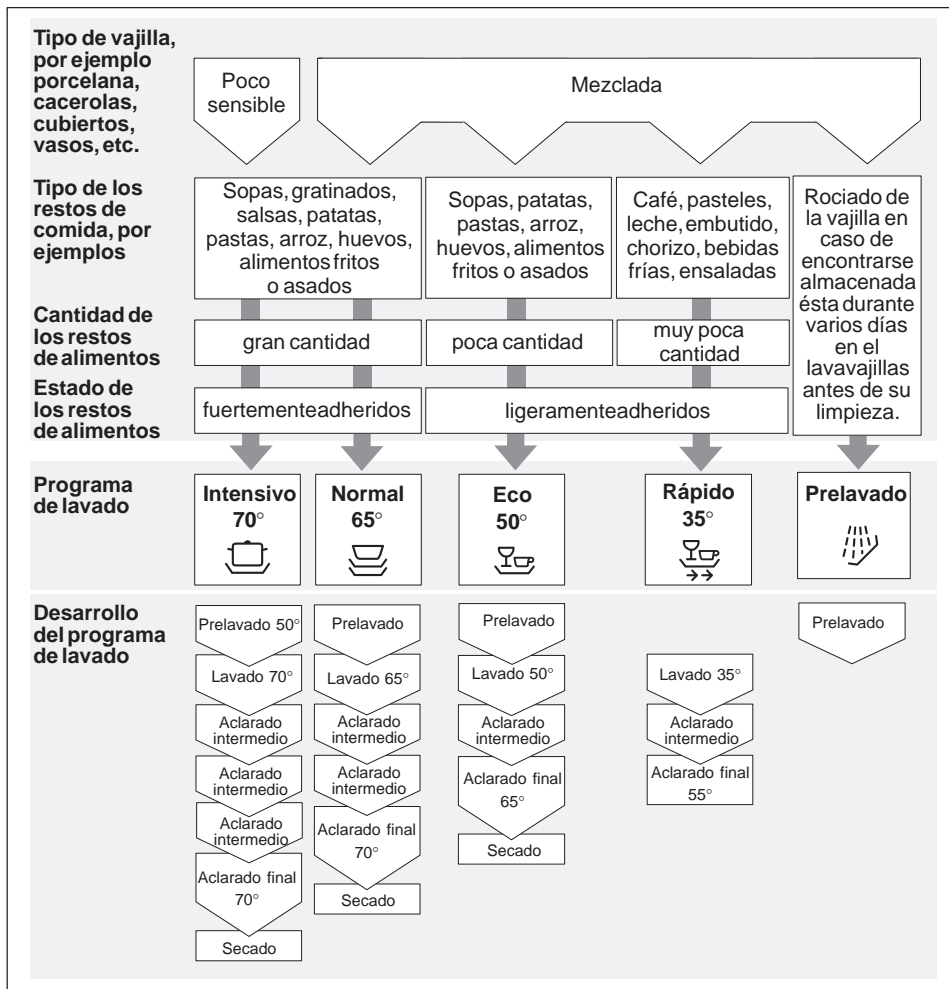 Tipo de vajilla,
por ejemplo
porcelana,
cacerolas,
cubiertos,
vasos, etc.
Poco
sensible
Mezclada
Tipo de los
restos de
comida, por
ejemplos
Sopas, gratinados,
salsas, patatas,
pastas, arroz, huevos,
alimentos fritos
o asados
Sopas, patatas,
pastas, arroz,
huevos, alimentos
fritos o asados
Café, pasteles,
leche, embutido,
chorizo, bebidas
frías, ensaladas
Rociado de
la vajilla en
caso de
encontrarse
almacenada
ésta durante
varios días
en el
lavavajillas
antes de su
limpieza.
Cantidad de
los restos
de alimentos
gran cantidad
poca cantidad
muy poca
cantidad
Estado de
los restos
de alimentos
fuertemente adheridos
ligeramente adheridos
Programa
de lavado
Intensivo
70°
Normal
65°
Eco
50°
Rápido
35°
Prelavado
Desarrollo
del programa
de lavado
Prelavado 50°
Lavado 70°
Aclarado
intermedio
Aclarado
intermedio
Aclarado
intermedio
Aclarado final
70°
Secado
Prelavado
Lavado 65°
Aclarado
intermedio
Aclarado
intermedio
Aclarado final
70°
Secado
Prelavado
Lavado 50°
Aclarado
intermedio
Aclarado final
65°
Secado
Lavado 35°
Aclarado
intermedio
Aclarado final
55°
Prelavado